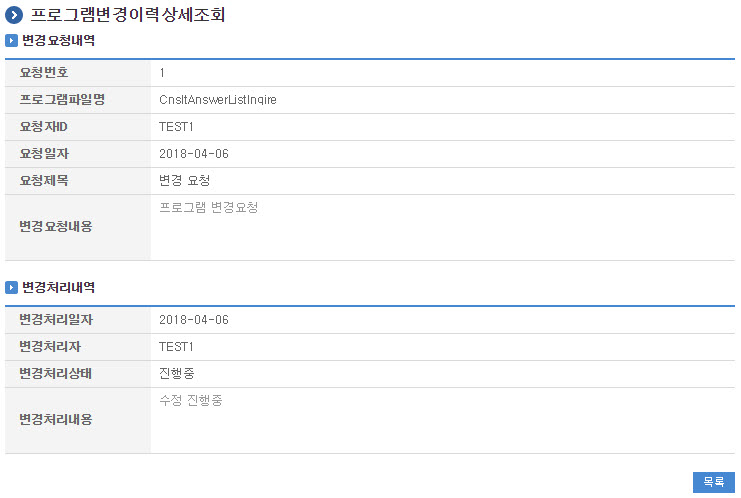 프로그램변경이력상세조회
변경요청내역
요청번호 1
프로그램파일명 CnsltAnswerListInqire
요청자ID TEST1
요청일자 2018-04-06
요청제목 변경 요청
변경요청내용 프로그램 변경요청
변경처리내역
변경처리일자 2018-04-06
변경처리자 TEST1
변경처리상태 진행중
변경처리내용 수정 진행중
목록